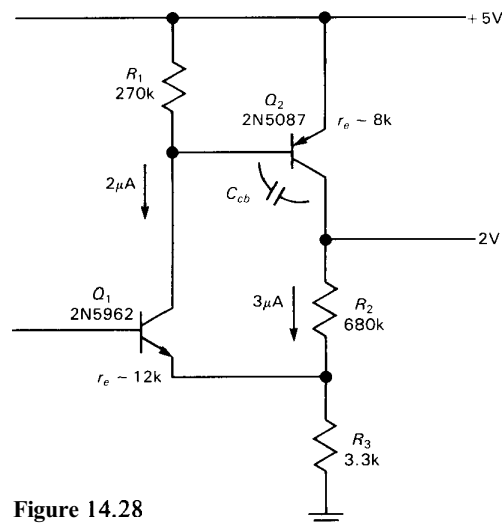 +5V
R1
270k
Q2
2N5087
re ~ 8k
2μA
Ccb
2V
Q1
2N5962
3μA
R2
680k
re ~ 12k
R3
3.3k
Figure 14.28